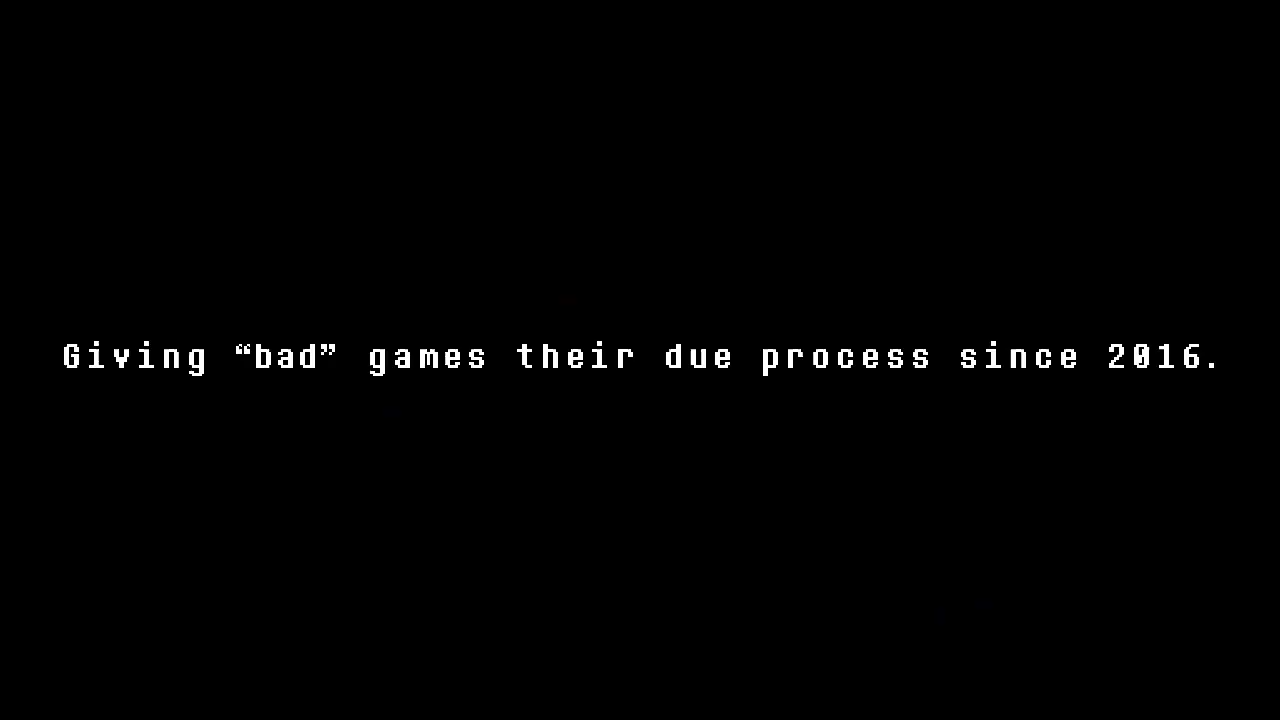 Giving “bad” games their due process since 2016.